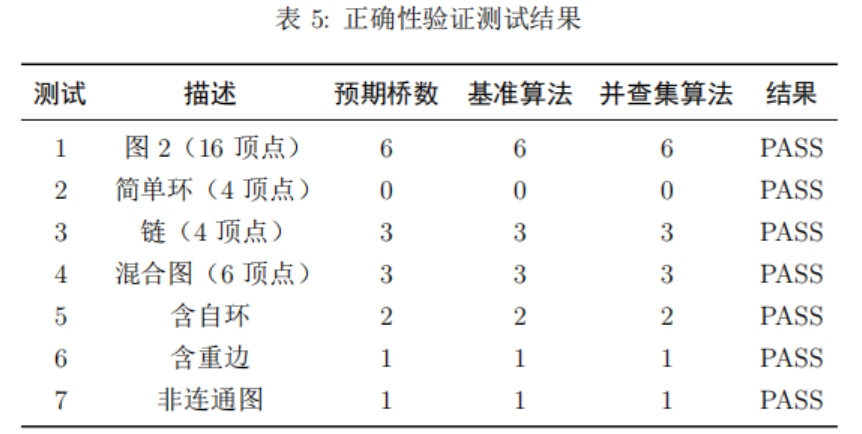 表 5: 正确性验证测试结果
测试 描述 预期桥数 基准算法 并查集算法 结果
1 图 2（16 顶点） 6 6 6 PASS
2 简单环（4 顶点） 0 0 0 PASS
3 链（4 顶点） 3 3 3 PASS
4 混合图（6 顶点） 3 3 3 PASS
5 含自环 2 2 2 PASS
6 含重边 1 1 1 PASS
7 非连通图 1 1 1 PASS